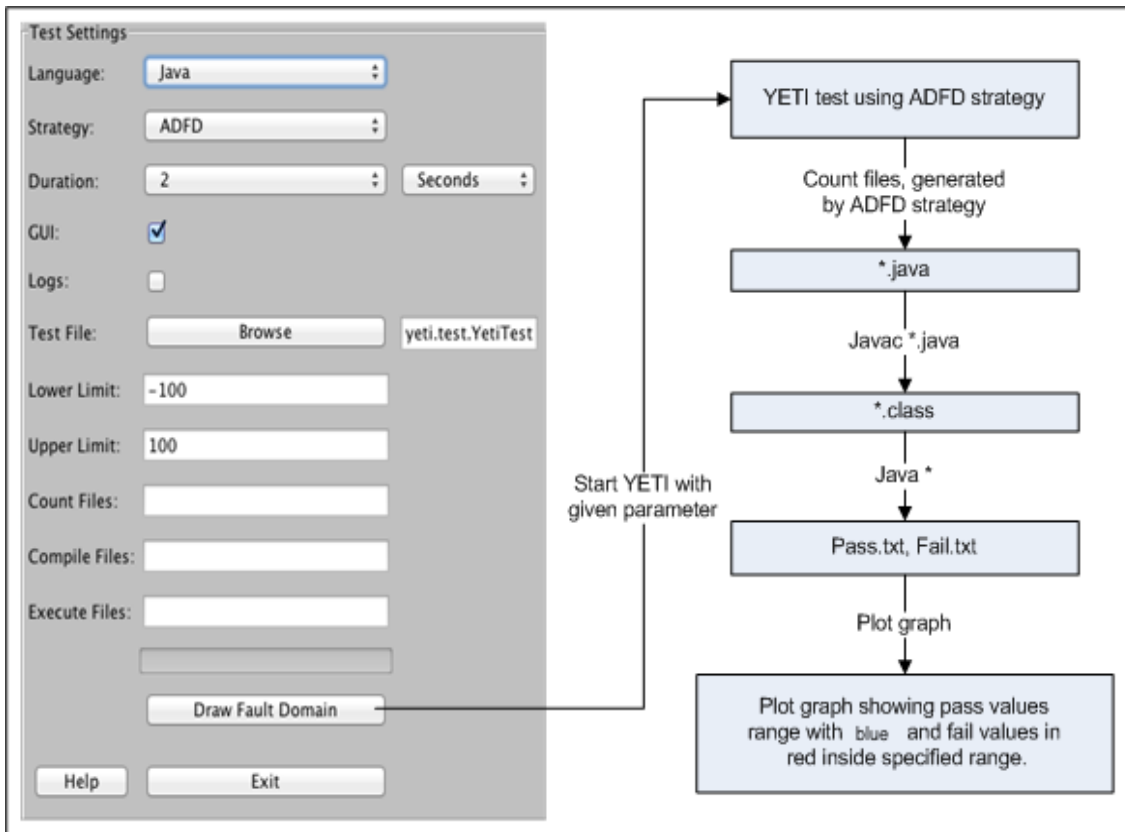 Test Settings
Language: Java
Strategy: ADFD
Duration: 2 Seconds
GUI:
Logs:
Test File: Browse yeti.test.YetiTest
Lower Limit: -100
Upper Limit: 100
Count Files:
Compile Files:
Execute Files:
Draw Fault Domain
Help Exit
Start YETI with
given parameter
YETI test using ADFD strategy
Count files, generated
by ADFD strategy
*.java
Javac *.java
*.class
Java *
Pass.txt, Fail.txt
Plot graph
Plot graph showing pass values
range with blue and fail values in
red inside specified range.